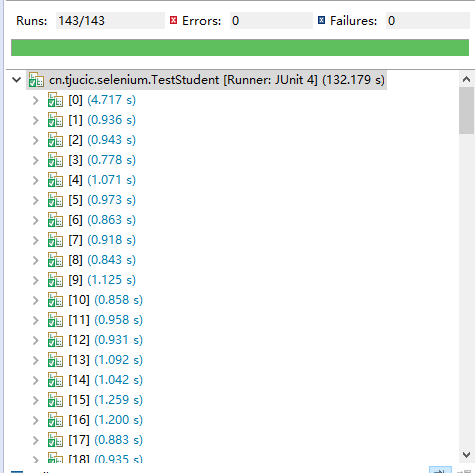 Runs: 143/143 Errors: 0 Failures: 0
cn.tjucic.selenium.TestStudent [Runner: JUnit 4] (132.179 s)
[0] (4.717 s)
[1] (0.936 s)
[2] (0.943 s)
[3] (0.778 s)
[4] (1.071 s)
[5] (0.973 s)
[6] (0.863 s)
[7] (0.918 s)
[8] (0.843 s)
[9] (1.125 s)
[10] (0.858 s)
[11] (0.958 s)
[12] (0.931 s)
[13] (1.092 s)
[14] (1.042 s)
[15] (1.259 s)
[16] (1.200 s)
[17] (0.883 s)
[18] (0.935 s)